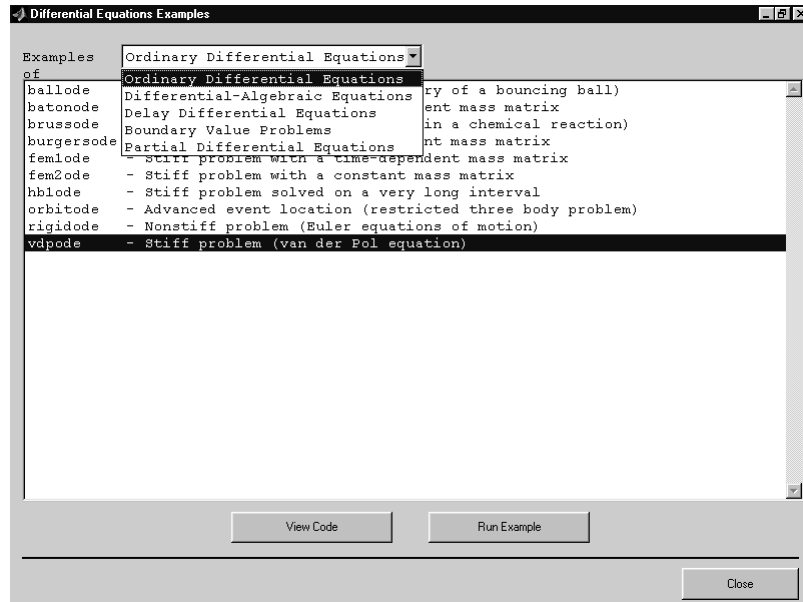 Differential Equations Examples
Examples of
Ordinary Differential Equations
Ordinary Differential Equations
Differential-Algebraic Equations
Delay Differential Equations
Boundary Value Problems
Partial Differential Equations
ballode ry of a bouncing ball)
batonode ent mass matrix
brussode in a chemical reaction)
burgersode nt mass matrix
fem1ode - Stiff problem with a time-dependent mass matrix
fem2ode - Stiff problem with a constant mass matrix
hb1ode - Stiff problem solved on a very long interval
orbitode - Advanced event location (restricted three body problem)
rigidode - Nonstiff problem (Euler equations of motion)
vdpode - Stiff problem (van der Pol equation)
View Code
Run Example
Close